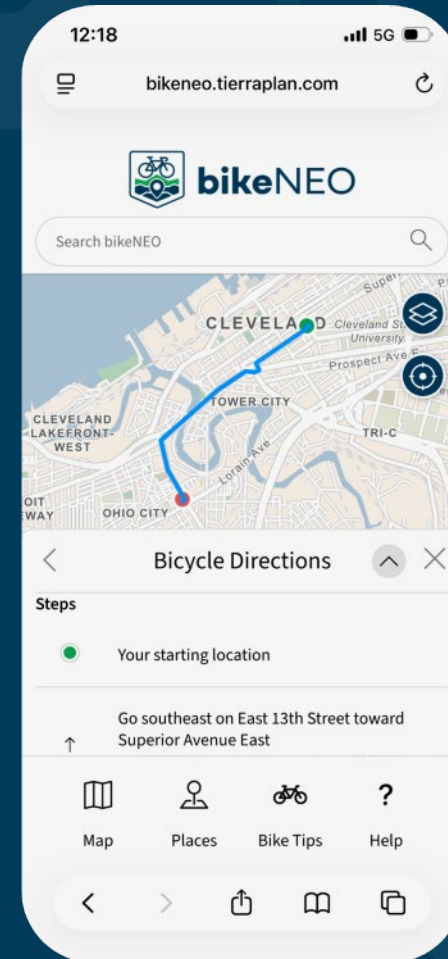 12:18
5G
bikeneo.tierraplan.com
bikeNEO
Search bikeNEO
CLEVELA D
Cleveland St
University
Prospect Ave E
TOWER CITY
CLEVELAND
LAKEFRONT-
WEST
TRI-C
Lorain Ave
OHIO CITY
Bicycle Directions
Steps
Your starting location
Go southeast on East 13th Street toward
Superior Avenue East
Map
Places
Bike Tips
?
Help